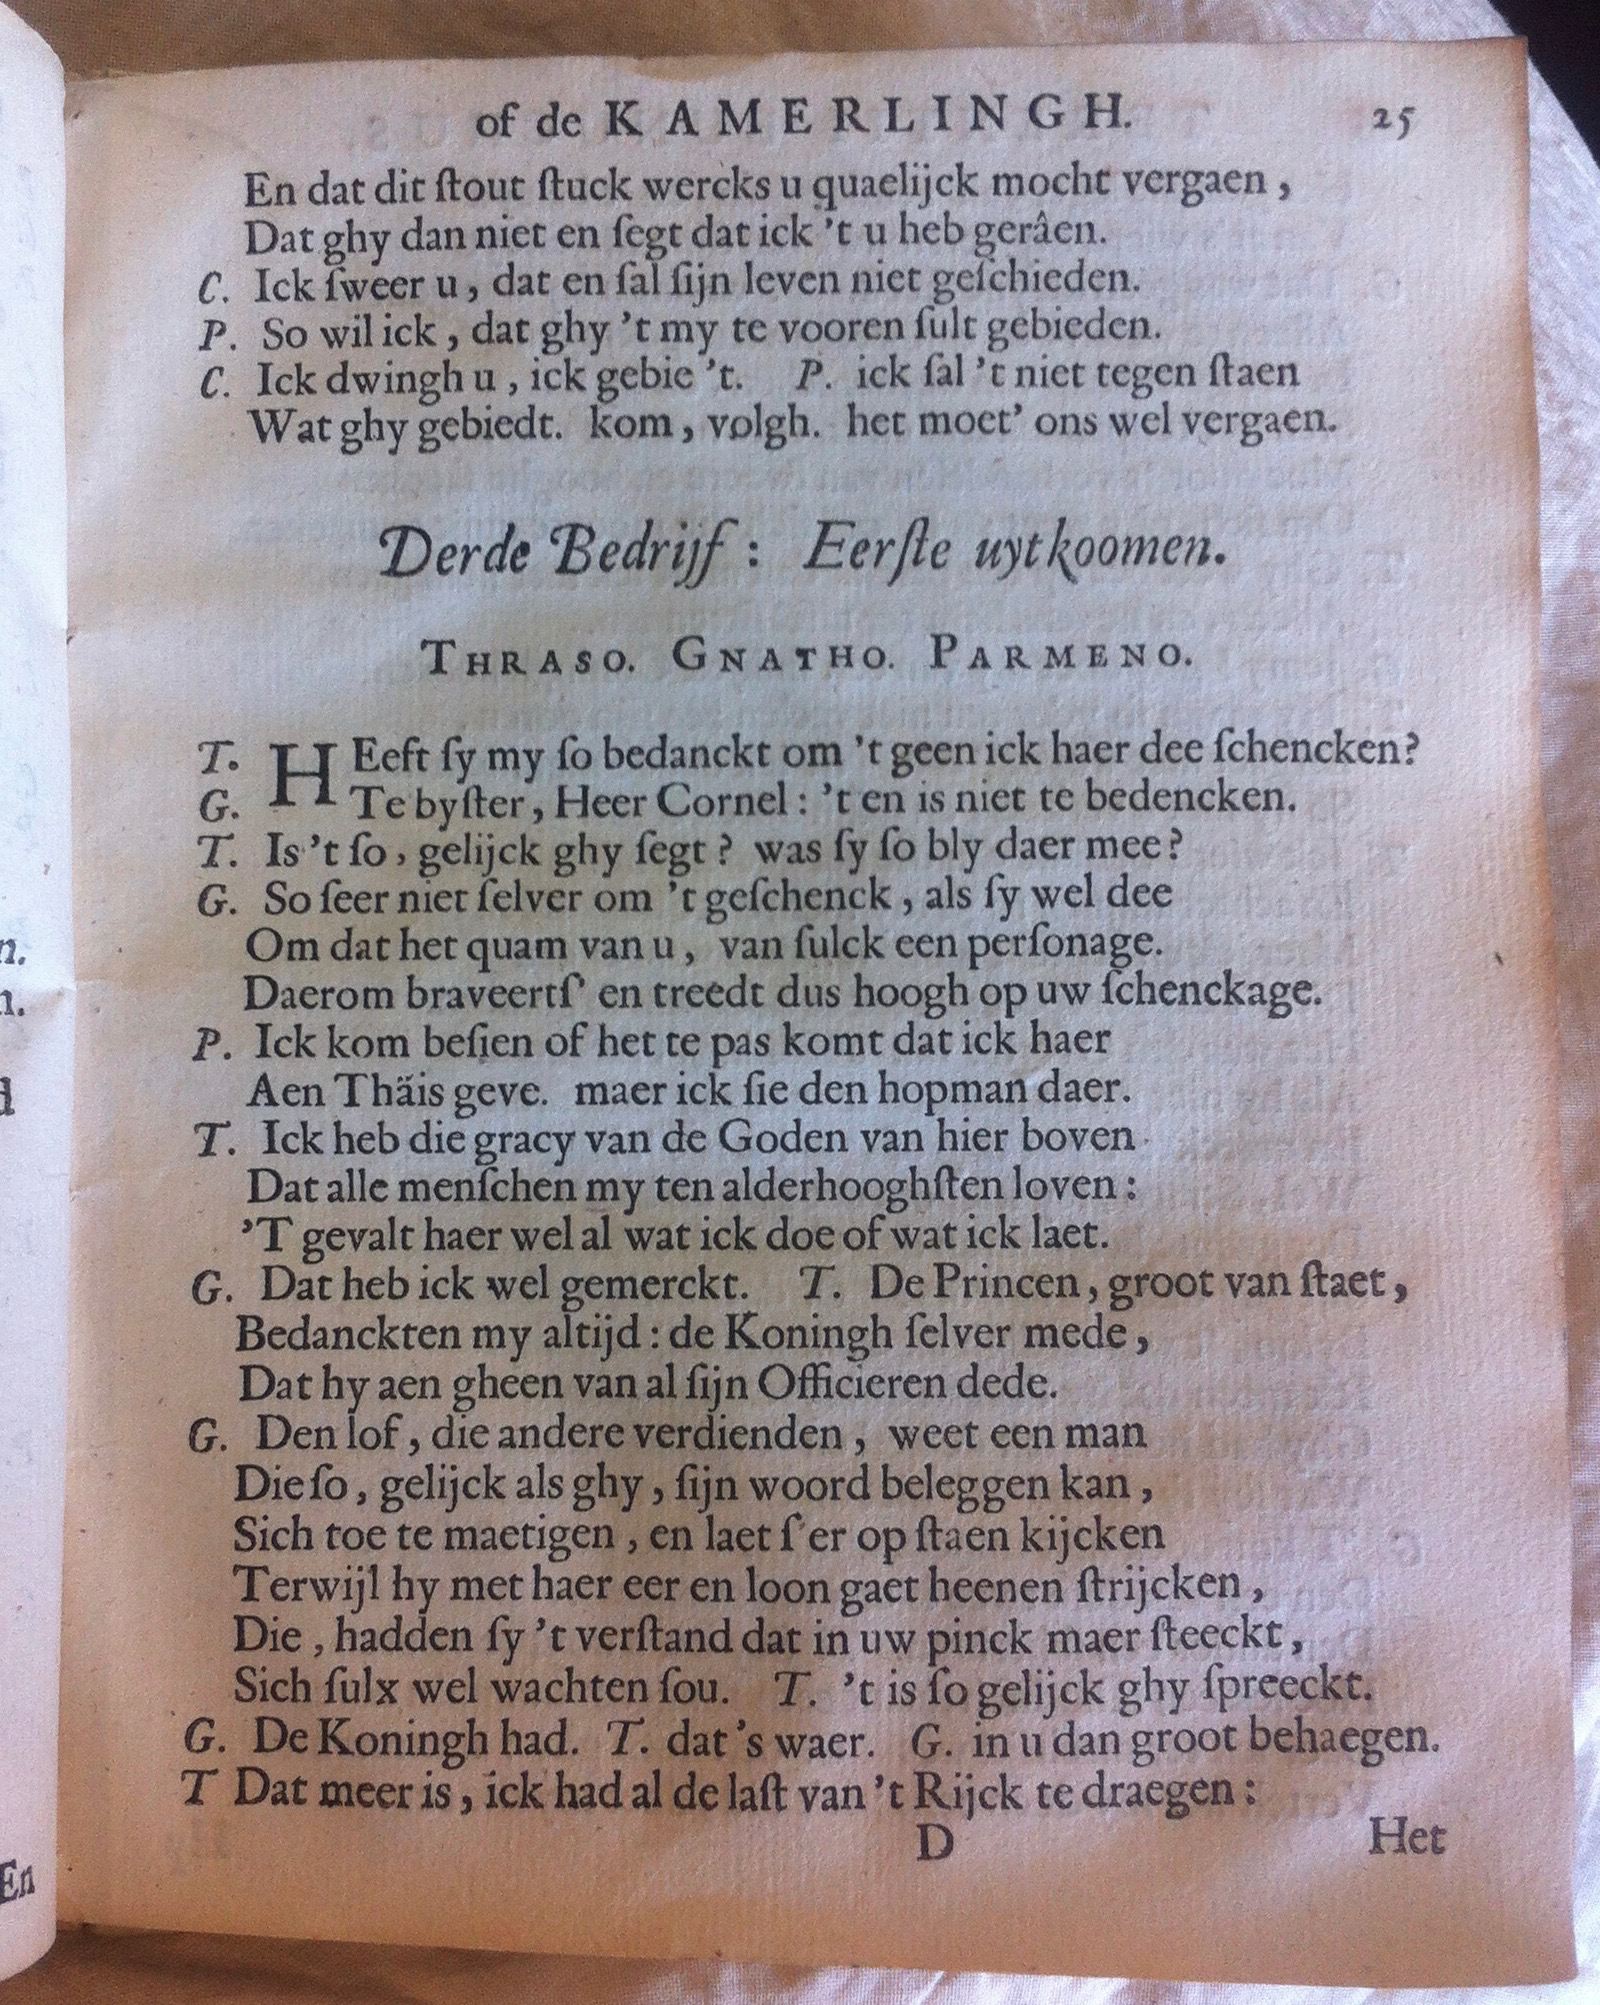 of de KAMERLINGH. 25
En dat dit ſtout ſtuck wercks u quaelijck mocht vergaen,
Dat ghy dan niet en ſegt dat ick 't u heb gerâen.
C. Ick ſweer u, dat en ſal ſijn leven niet geſchieden.
P. So wil ick, dat ghy 't my te vooren ſult gebieden.
C. Ick dwingh u, ick gebie 't. P. ick ſal 't niet tegen ſtaen
Wat ghy gebiedt. kom, volgh. het moet' ons wel vergaen.
Derde Bedrijf: Eerſte uytkoomen.
THRASO. GNATHO. PARMENO.
T. HEeft ſy my ſo bedanckt om 't geen ick haer dee ſchencken?
G. Te byſter, Heer Cornel: 't en is niet te bedencken.
T. Is 't ſo, gelijck ghy ſegt? was ſy ſo bly daer mee?
G. So ſeer niet ſelver om 't geſchenck, als ſy wel dee
Om dat het quam van u, van ſulck een perſonage.
Daerom braveertſ' en treedt dus hoogh op uw ſchenckage.
P. Ick kom beſien of het te pas komt dat ick haer
Aen Thäis geve. maer ick ſie den hopman daer.
T. Ick heb die gracy van de Goden van hier boven
Dat alle menſchen my ten alderhooghſten loven:
'T gevalt haer wel al wat ick doe of wat ick laet.
G. Dat heb ick wel gemerckt. T. De Princen, groot van ſtaet,
Bedanckten my altijd: de Koningh ſelver mede,
Dat hy aen gheen van al ſijn Officieren dede.
G. Den lof, die andere verdienden, weet een man
Die ſo, gelijck als ghy, ſijn woord beleggen kan,
Sich toe te maetigen, en laet ſ'er op ſtaen kijcken
Terwijl hy met haer eer en loon gaet heenen ſtrijcken,
Die, hadden ſy 't verſtand dat in uw pinck maer ſteeckt,
Sich ſulx wel wachten ſou. T. 't is ſo gelijck ghy ſpreeckt.
G. De Koningh had. T. dat 's waer. G. in u dan groot behaegen.
T Dat meer is, ick had al de laſt van 't Rijck te draegen:
D Het
n.
n.
d
En